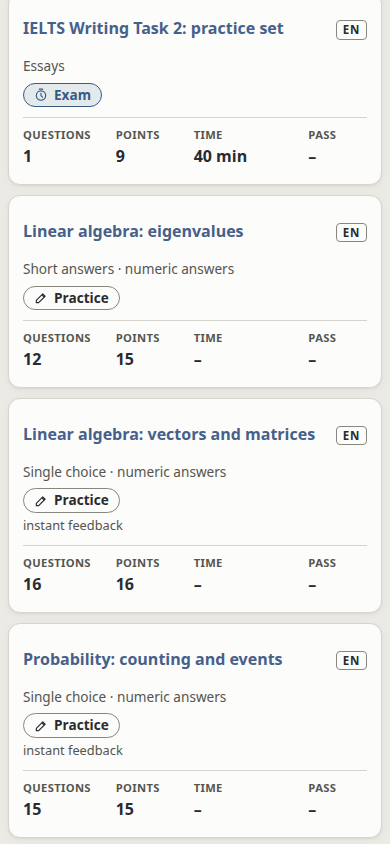 IELTS Writing Task 2: practice set EN
Essays
Exam
QUESTIONS POINTS TIME PASS
1 9 40 min –
Linear algebra: eigenvalues EN
Short answers · numeric answers
Practice
QUESTIONS POINTS TIME PASS
12 15 – –
Linear algebra: vectors and matrices EN
Single choice · numeric answers
Practice
instant feedback
QUESTIONS POINTS TIME PASS
16 16 – –
Probability: counting and events EN
Single choice · numeric answers
Practice
instant feedback
QUESTIONS POINTS TIME PASS
15 15 – –